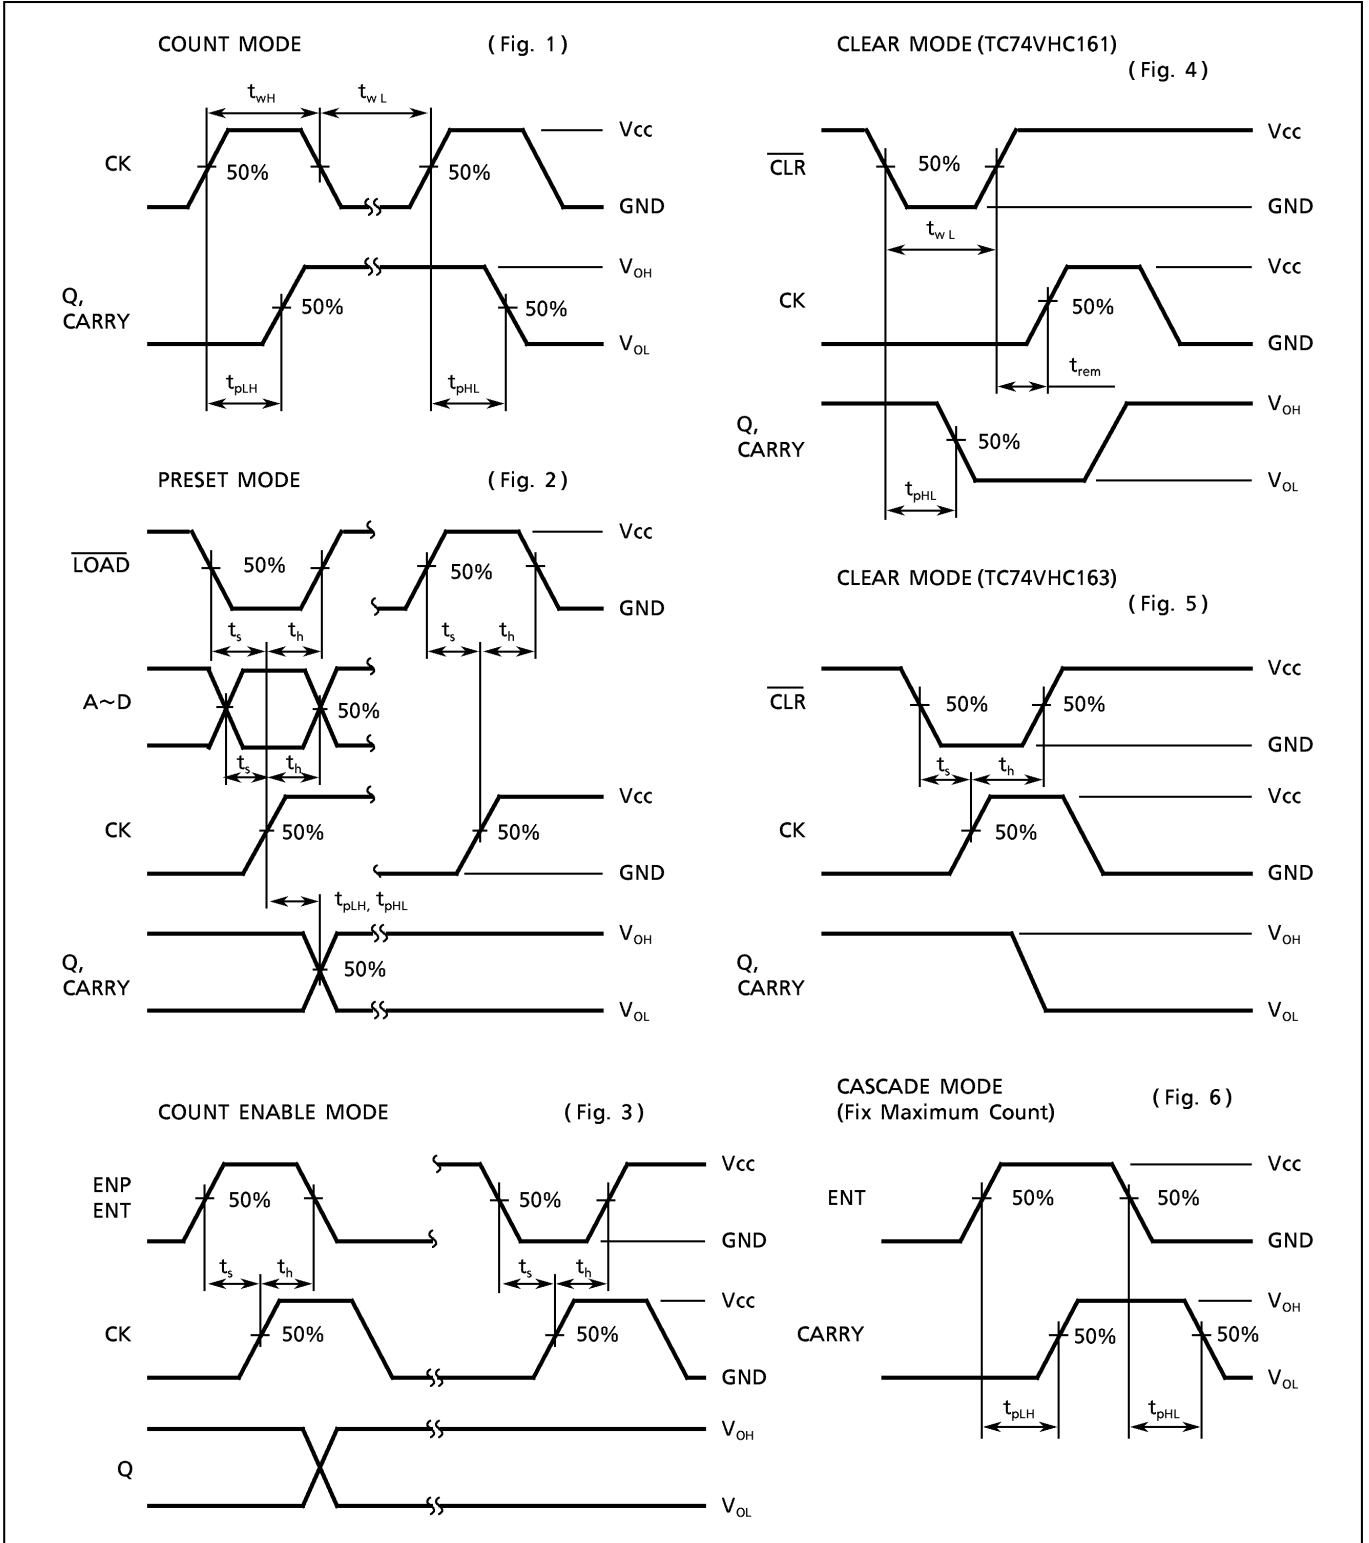 COUNT MODE (Fig. 1)
twH twL
CK 50% 50% Vcc
GND
Q,
CARRY 50% 50% VOH
VOL
tpLH tpHL
PRESET MODE (Fig. 2)
LOAD 50% 50% Vcc
GND
ts th ts th
A~D 50%
ts th
CK 50% 50% Vcc
GND
tpLH, tpHL
Q,
CARRY 50% VOH
VOL
COUNT ENABLE MODE (Fig. 3)
ENP
ENT 50% 50% Vcc
GND
ts th ts th
CK 50% 50% Vcc
GND
Q VOH
VOL
CLEAR MODE (TC74VHC161)
(Fig. 4)
CLR 50% Vcc
GND
twL
CK 50% Vcc
GND
trem
Q,
CARRY 50% VOH
VOL
tpHL
CLEAR MODE (TC74VHC163)
(Fig. 5)
CLR 50% 50% Vcc
GND
ts th
CK 50% Vcc
GND
Q,
CARRY VOH
VOL
CASCADE MODE
(Fix Maximum Count) (Fig. 6)
ENT 50% 50% Vcc
GND
CARRY 50% 50% VOH
VOL
tpLH tpHL